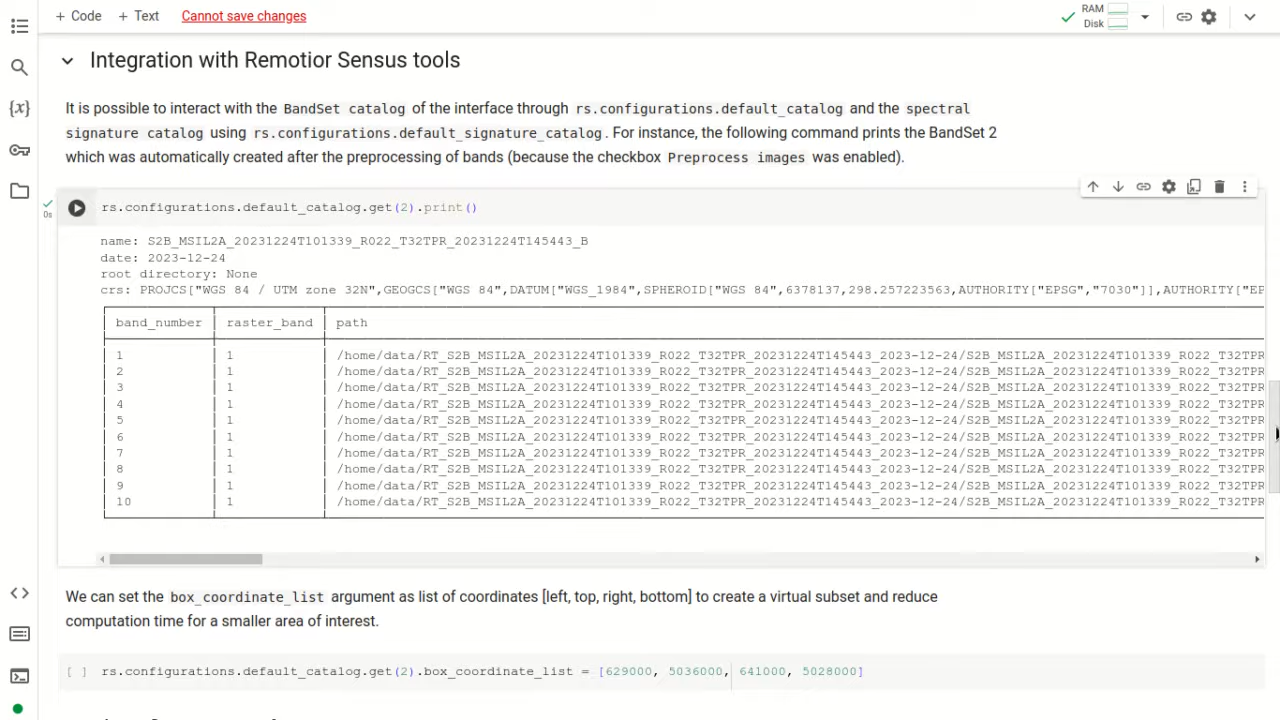 + Code + Text Cannot save changes
RAM
Disk
Integration with Remotior Sensus tools
It is possible to interact with the BandSet catalog of the interface through rs.configurations.default_catalog and the spectral
signature catalog using rs.configurations.default_signature_catalog. For instance, the following command prints the BandSet 2
which was automatically created after the preprocessing of bands (because the checkbox Preprocess images was enabled).
0s
rs.configurations.default_catalog.get(2).print()
name: S2B_MSIL2A_20231224T101339_R022_T32TPR_20231224T145443_B
date: 2023-12-24
root directory: None
crs: PROJCS["WGS 84 / UTM zone 32N",GEOGCS["WGS 84",DATUM["WGS_1984",SPHEROID["WGS 84",6378137,298.257223563,AUTHORITY["EPSG","7030"]],AUTHORITY["EP
band_number raster_band path
1 1 /home/data/RT_S2B_MSIL2A_20231224T101339_R022_T32TPR_20231224T145443_2023-12-24/S2B_MSIL2A_20231224T101339_R022_T32TPR
2 1 /home/data/RT_S2B_MSIL2A_20231224T101339_R022_T32TPR_20231224T145443_2023-12-24/S2B_MSIL2A_20231224T101339_R022_T32TPR
3 1 /home/data/RT_S2B_MSIL2A_20231224T101339_R022_T32TPR_20231224T145443_2023-12-24/S2B_MSIL2A_20231224T101339_R022_T32TPR
4 1 /home/data/RT_S2B_MSIL2A_20231224T101339_R022_T32TPR_20231224T145443_2023-12-24/S2B_MSIL2A_20231224T101339_R022_T32TPR
5 1 /home/data/RT_S2B_MSIL2A_20231224T101339_R022_T32TPR_20231224T145443_2023-12-24/S2B_MSIL2A_20231224T101339_R022_T32TPR
6 1 /home/data/RT_S2B_MSIL2A_20231224T101339_R022_T32TPR_20231224T145443_2023-12-24/S2B_MSIL2A_20231224T101339_R022_T32TPR
7 1 /home/data/RT_S2B_MSIL2A_20231224T101339_R022_T32TPR_20231224T145443_2023-12-24/S2B_MSIL2A_20231224T101339_R022_T32TPR
8 1 /home/data/RT_S2B_MSIL2A_20231224T101339_R022_T32TPR_20231224T145443_2023-12-24/S2B_MSIL2A_20231224T101339_R022_T32TPR
9 1 /home/data/RT_S2B_MSIL2A_20231224T101339_R022_T32TPR_20231224T145443_2023-12-24/S2B_MSIL2A_20231224T101339_R022_T32TPR
10 1 /home/data/RT_S2B_MSIL2A_20231224T101339_R022_T32TPR_20231224T145443_2023-12-24/S2B_MSIL2A_20231224T101339_R022_T32TPR
We can set the box_coordinate_list argument as list of coordinates [left, top, right, bottom] to create a virtual subset and reduce
computation time for a smaller area of interest.
[ ] rs.configurations.default_catalog.get(2).box_coordinate_list = [629000, 5036000, 641000, 5028000]